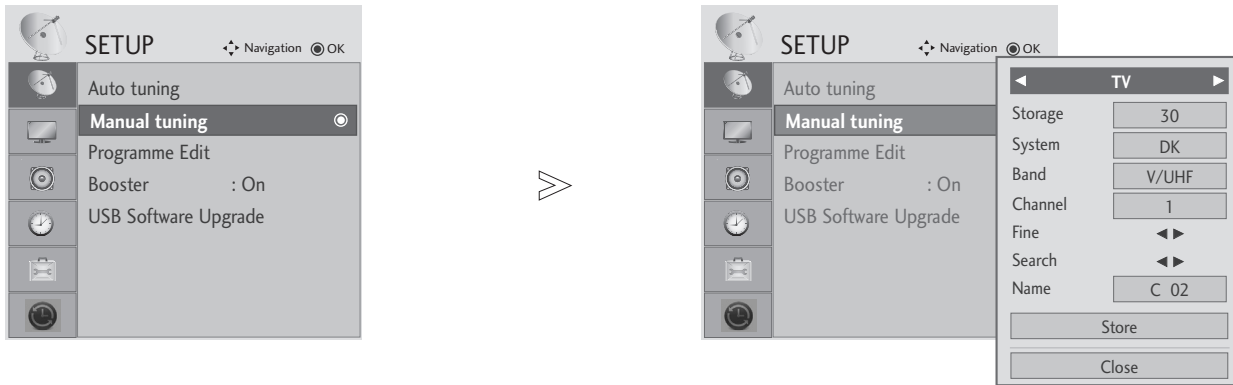 SETUP Navigation OK
Auto tuning
Manual tuning
Programme Edit
Booster : On
USB Software Upgrade
SETUP Navigation OK
Auto tuning
Manual tuning
Programme Edit
Booster : On
USB Software Upgrade
TV
Storage 30
System DK
Band V/UHF
Channel 1
Fine
Search
Name C 02
Store
Close